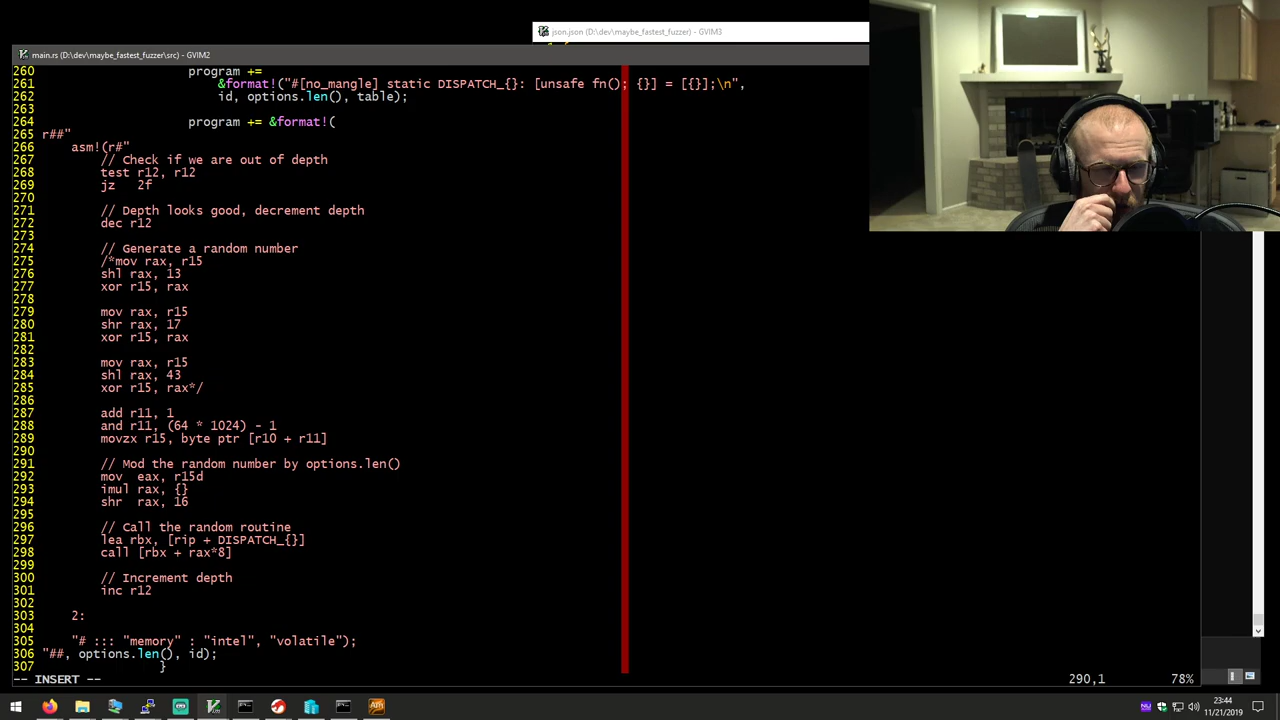 json.json (D:\dev\maybe_fastest_fuzzer) - GVIM3
main.rs (D:\dev\maybe_fastest_fuzzer\src) - GVIM2
260 program +=
261 &format!("#[no_mangle] static DISPATCH_{}: [unsafe fn(); {}] = [{}];\n",
262 id, options.len(), table);
263
264 program += &format!(
265 r##"
266 asm!(r#"
267 // Check if we are out of depth
268 test r12, r12
269 jz 2f
270
271 // Depth looks good, decrement depth
272 dec r12
273
274 // Generate a random number
275 /*mov rax, r15
276 shl rax, 13
277 xor r15, rax
278
279 mov rax, r15
280 shr rax, 17
281 xor r15, rax
282
283 mov rax, r15
284 shl rax, 43
285 xor r15, rax*/
286
287 add r11, 1
288 and r11, (64 * 1024) - 1
289 movzx r15, byte ptr [r10 + r11]
290
291 // Mod the random number by options.len()
292 mov eax, r15d
293 imul rax, {}
294 shr rax, 16
295
296 // Call the random routine
297 lea rbx, [rip + DISPATCH_{}]
298 call [rbx + rax*8]
299
300 // Increment depth
301 inc r12
302
303 2:
304
305 "# ::: "memory" : "intel", "volatile");
306 "##, options.len(), id);
307 }
-- INSERT -- 290,1 78%
23:44
11/21/2019